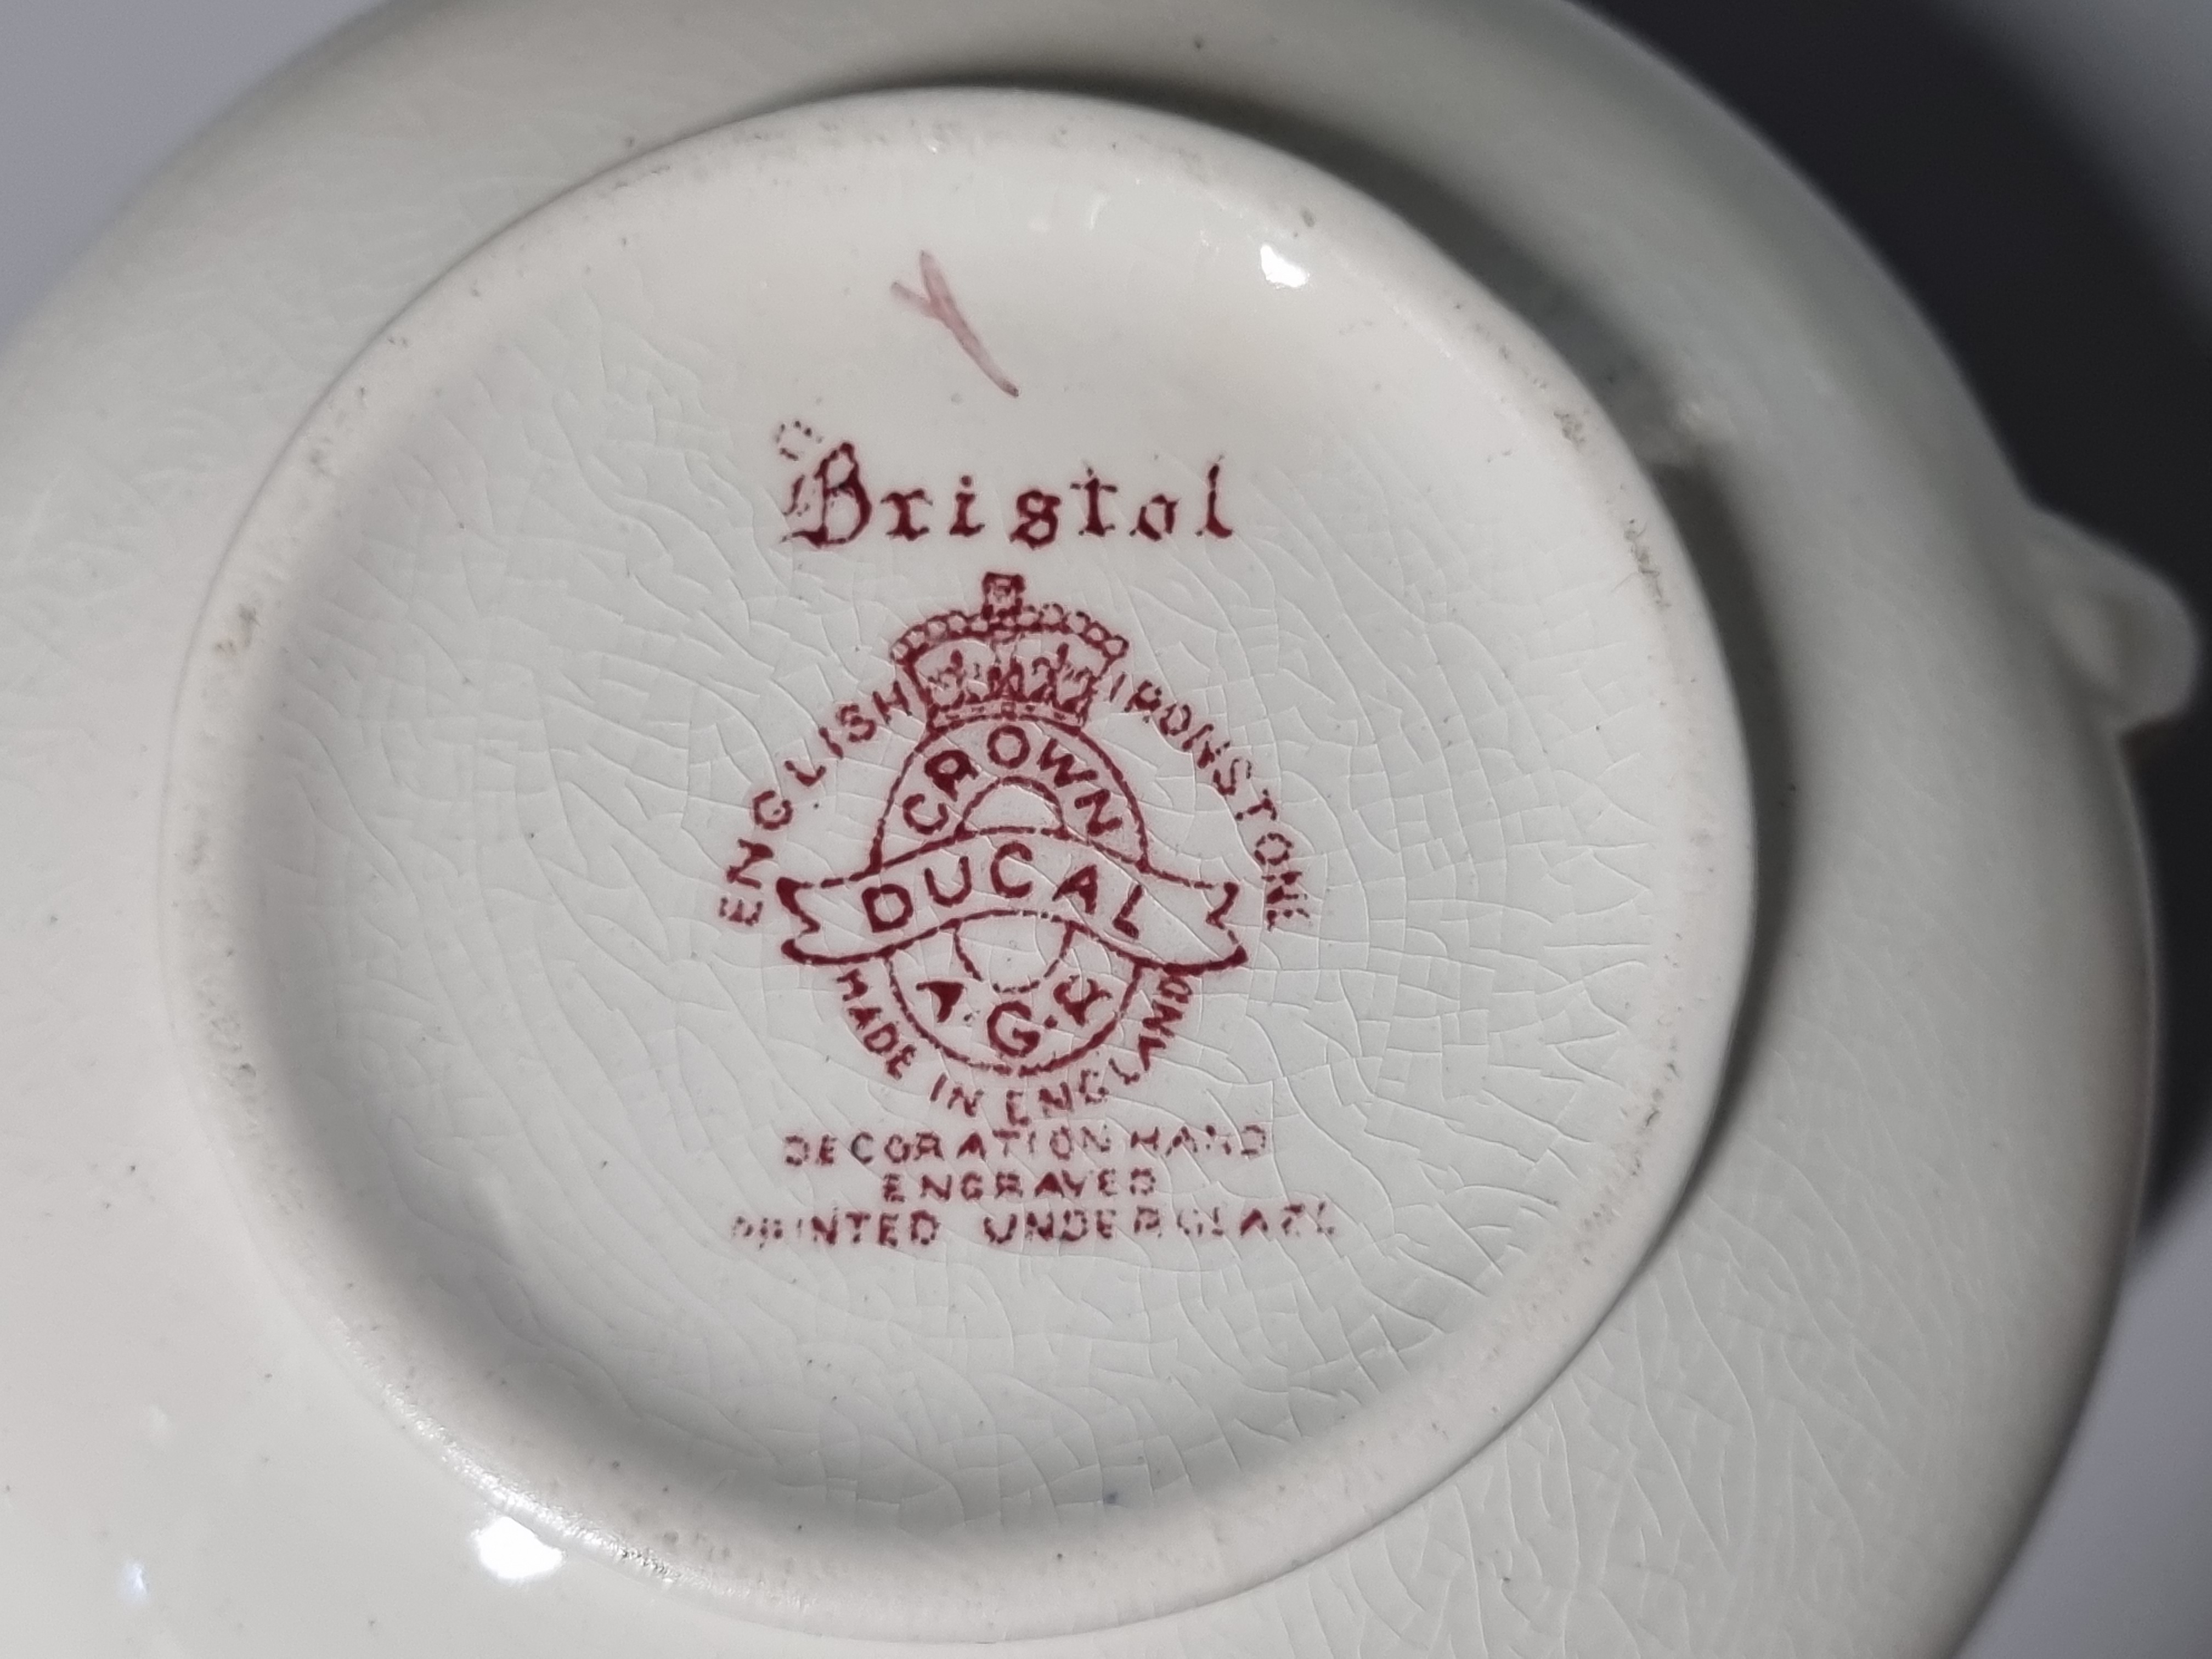 Bristol
ENGLISH IRONSTONE
CROWN
DUCAL
A.G.R
MADE IN ENGLAND
DECORATION HAND
ENGRAVED
PRINTED UNDERGLAZE